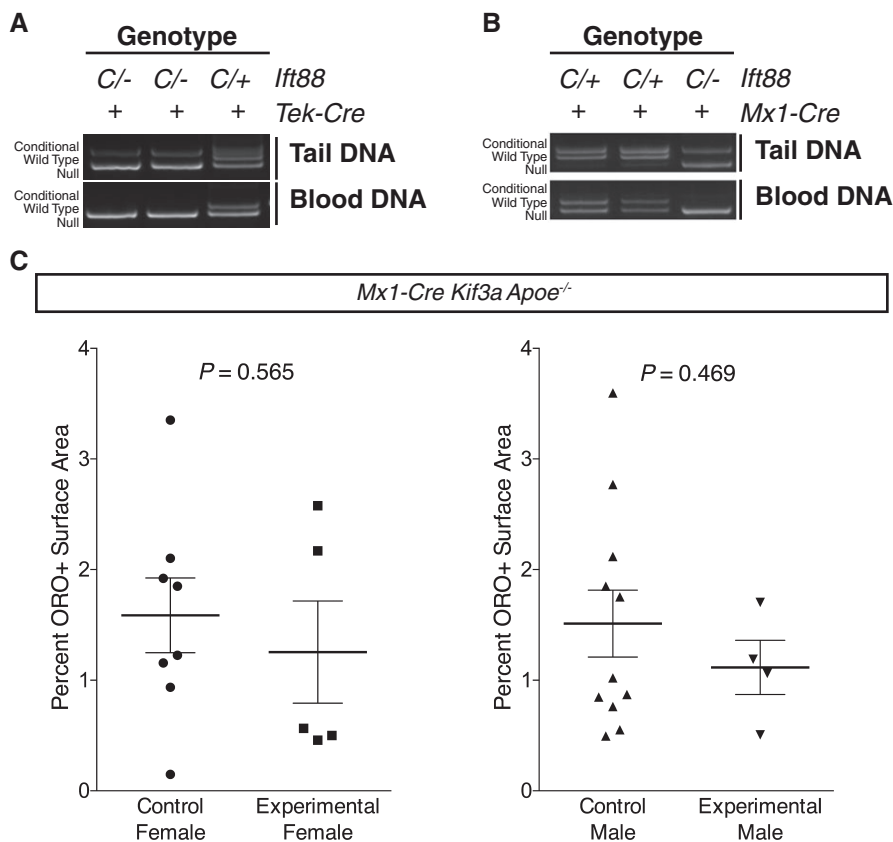 A
Genotype
C/- C/- C/+ Ift88
+ + + Tek-Cre
Conditional
Wild Type
Null
Tail DNA
Conditional
Wild Type
Null
Blood DNA
B
Genotype
C/+ C/+ C/- Ift88
+ + + Mx1-Cre
Conditional
Wild Type
Null
Tail DNA
Conditional
Wild Type
Null
Blood DNA
C
Mx1-Cre Kif3a Apoe-/-
Percent ORO+ Surface Area
4
3
2
1
0
P = 0.565
Control
Female
Experimental
Female
Percent ORO+ Surface Area
4
3
2
1
0
P = 0.469
Control
Male
Experimental
Male